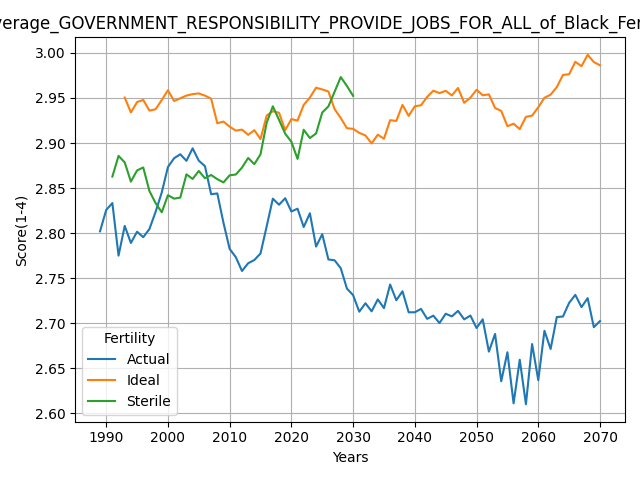 verage_GOVERNMENT_RESPONSIBILITY_PROVIDE_JOBS_FOR_ALL_of_Black_Fer
Score(1-4)
3.00
2.95
2.90
2.85
2.80
2.75
2.70
2.65
2.60
Fertility
Actual
Ideal
Sterile
1990 2000 2010 2020 2030 2040 2050 2060 2070
Years